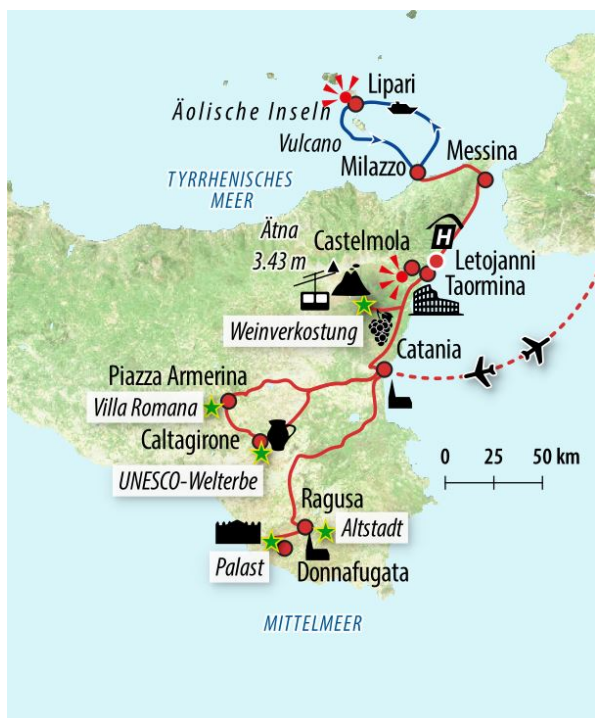 Lipari
Äolische Inseln
Vulcano
Milazzo
Messina
TYRRHENISCHES
MEER
Ätna
3.43 m
Castelmola
H
Letojanni
Taormina
Weinverkostung
Catania
Piazza Armerina
Villa Romana
Caltagirone
UNESCO-Welterbe
0 25 50 km
Ragusa
Altstadt
Palast
Donnafugata
MITTELMEER